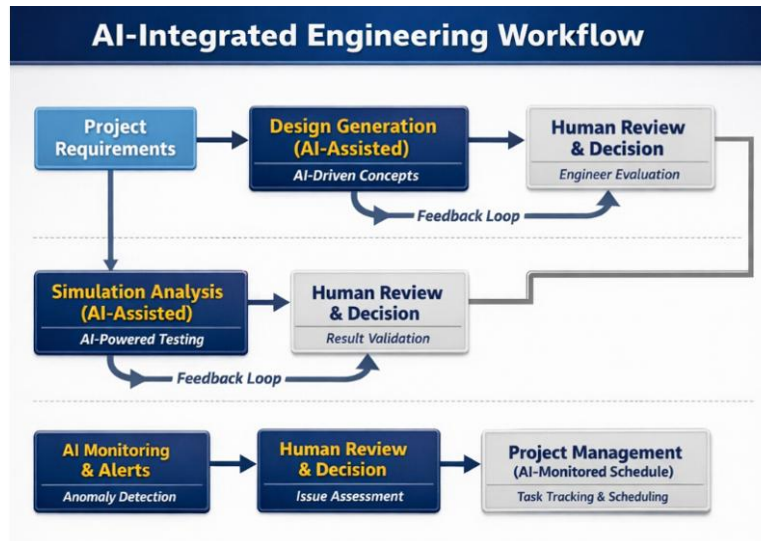 AI-Integrated Engineering Workflow
Project
Requirements
Design Generation
(AI-Assisted)
AI-Driven Concepts
Human Review
& Decision
Engineer Evaluation
Feedback Loop
Simulation Analysis
(AI-Assisted)
AI-Powered Testing
Human Review
& Decision
Result Validation
Feedback Loop
AI Monitoring
& Alerts
Anomaly Detection
Human Review
& Decision
Issue Assessment
Project Management
(AI-Monitored Schedule)
Task Tracking & Scheduling